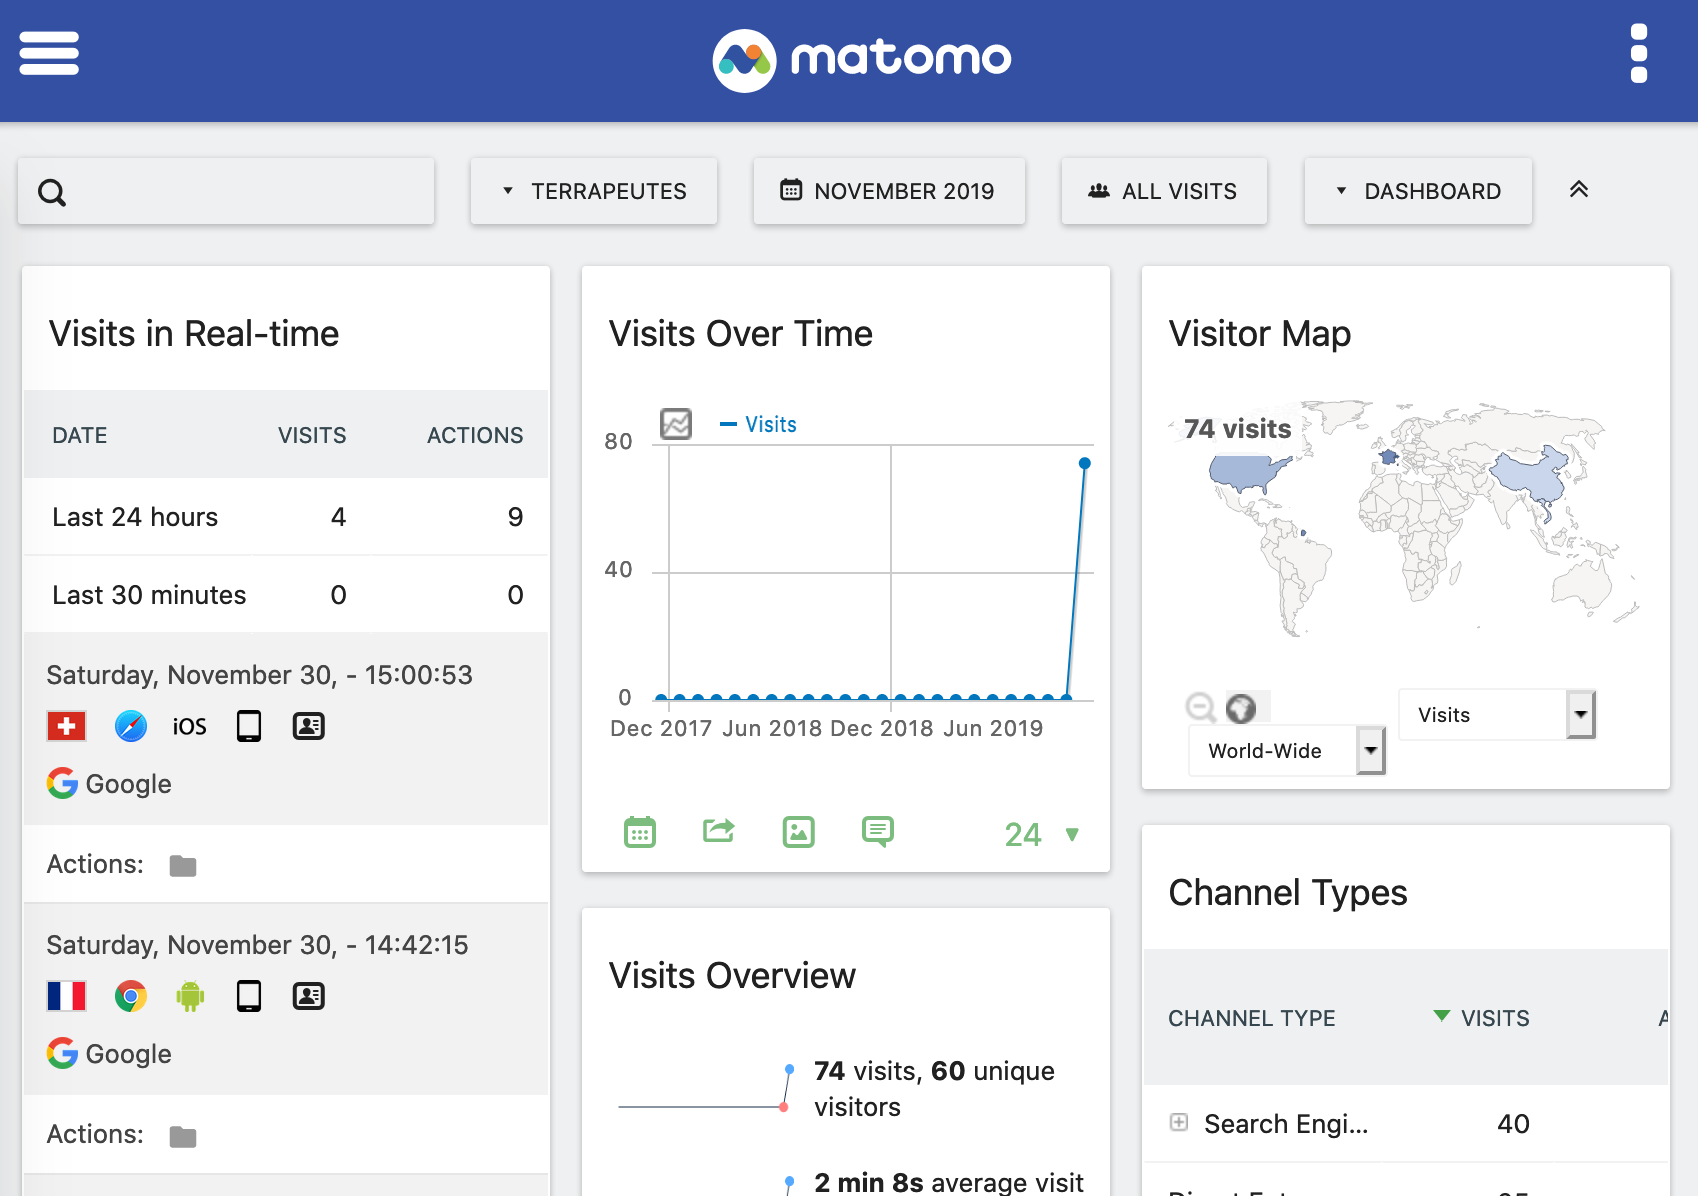 matomo
TERRAPEUTES
NOVEMBER 2019
ALL VISITS
DASHBOARD
Visits in Real-time
DATE VISITS ACTIONS
Last 24 hours 4 9
Last 30 minutes 0 0
Saturday, November 30, - 15:00:53
iOS
Google
Actions:
Saturday, November 30, - 14:42:15
Google
Actions:
Visits Over Time
Visits
80
40
0
Dec 2017 Jun 2018 Dec 2018 Jun 2019
24
Visits Overview
74 visits, 60 unique
visitors
2 min 8s average visit
Visitor Map
74 visits
Visits
World-Wide
Channel Types
CHANNEL TYPE VISITS
Search Engi... 40